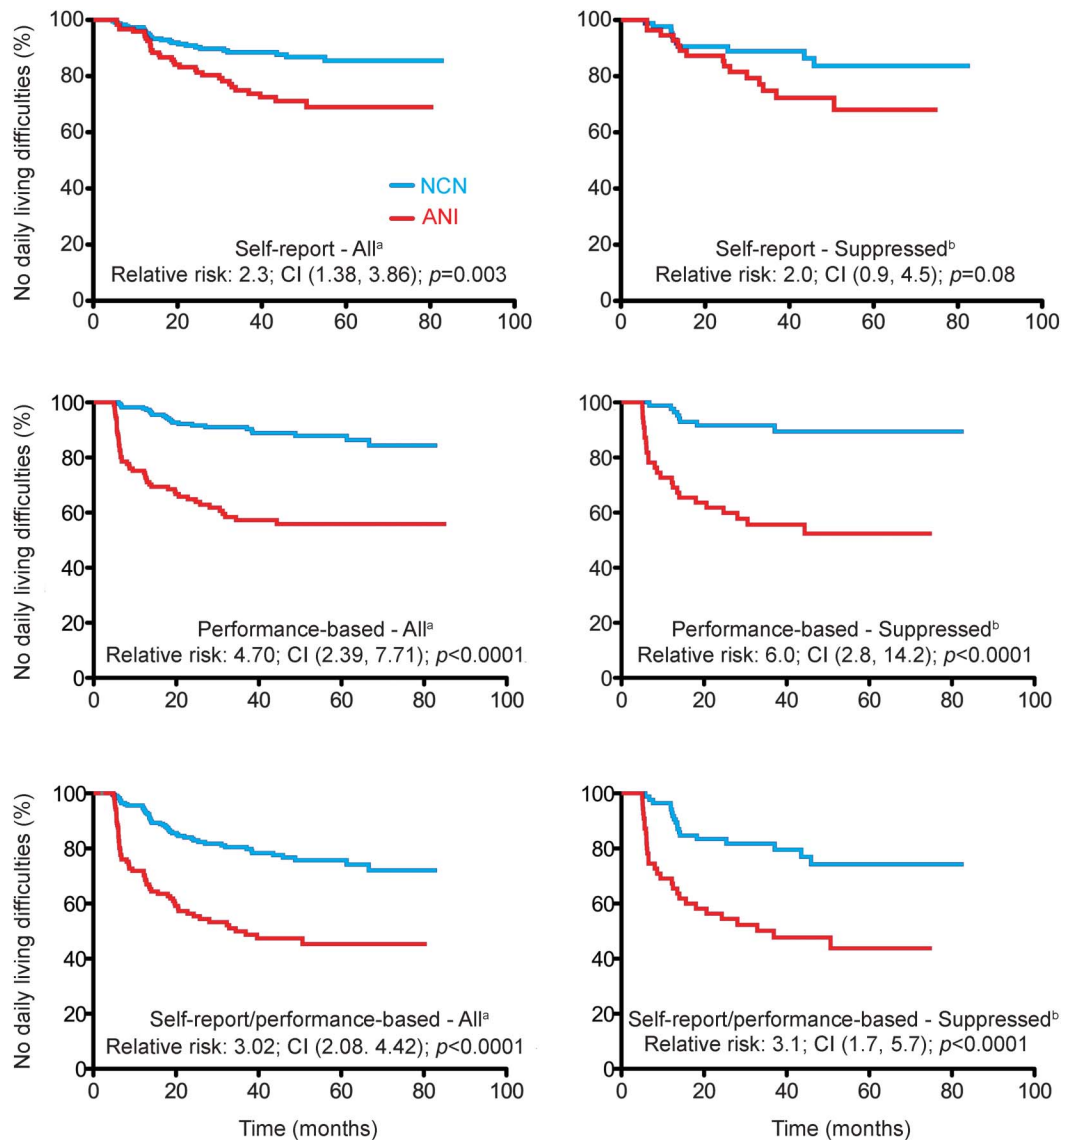 No daily living difficulties (%)
100
80
60
40
20
0
NCN
ANI
Self-report - Allᵃ
Relative risk: 2.3; CI (1.38, 3.86); p=0.003
0 20 40 60 80 100
100
80
60
40
20
0
Self-report - Suppressedᵇ
Relative risk: 2.0; CI (0.9, 4.5); p=0.08
0 20 40 60 80 100
No daily living difficulties (%)
100
80
60
40
20
0
Performance-based - Allᵃ
Relative risk: 4.70; CI (2.39, 7.71); p<0.0001
0 20 40 60 80 100
100
80
60
40
20
0
Performance-based - Suppressedᵇ
Relative risk: 6.0; CI (2.8, 14.2); p<0.0001
0 20 40 60 80 100
No daily living difficulties (%)
100
80
60
40
20
0
Self-report/performance-based - Allᵃ
Relative risk: 3.02; CI (2.08. 4.42); p<0.0001
0 20 40 60 80 100
Time (months)
100
80
60
40
20
0
Self-report/performance-based - Suppressedᵇ
Relative risk: 3.1; CI (1.7, 5.7); p<0.0001
0 20 40 60 80 100
Time (months)